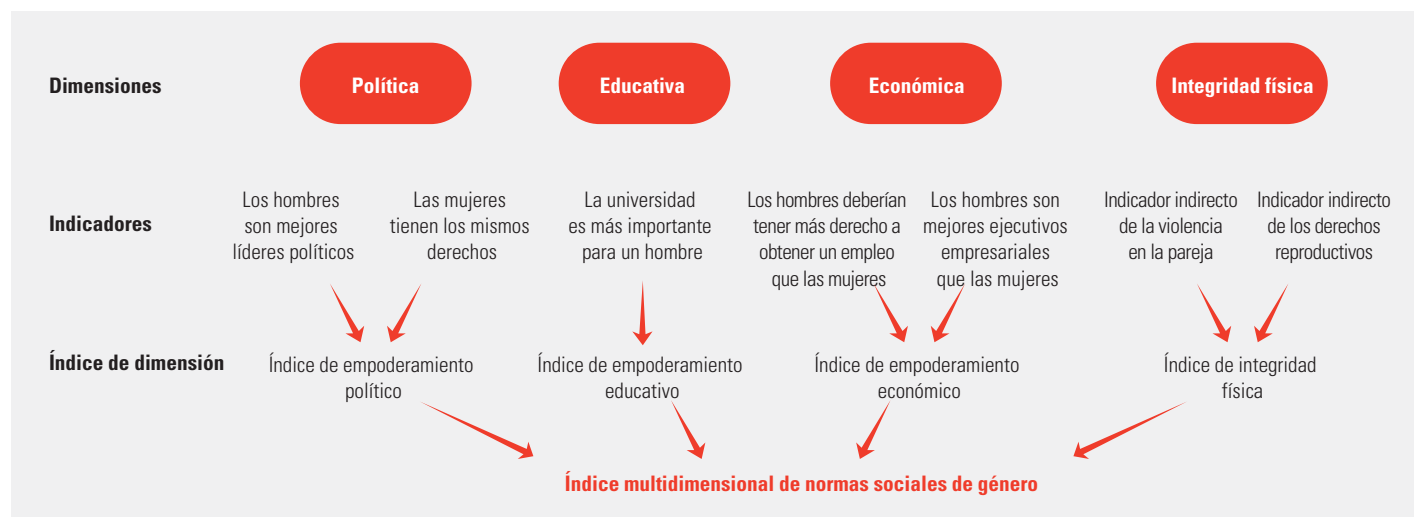 Dimensiones
Política
Educativa
Económica
Integridad física
Indicadores
Los hombres
son mejores
líderes políticos
Las mujeres
tienen los mismos
derechos
La universidad
es más importante
para un hombre
Los hombres deberían
tener más derecho a
obtener un empleo
que las mujeres
Los hombres son
mejores ejecutivos
empresariales
que las mujeres
Indicador indirecto
de la violencia
en la pareja
Indicador indirecto
de los derechos
reproductivos
Índice de dimensión
Índice de empoderamiento
político
Índice de empoderamiento
educativo
Índice de empoderamiento
económico
Índice de integridad
física
Índice multidimensional de normas sociales de género